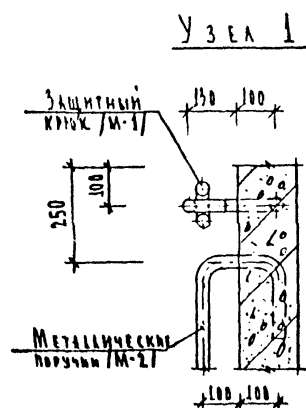 Узел 1
Защитный
крюк /М-1/
130 100
100
250
Металлические
поручни /М-2/
100 100